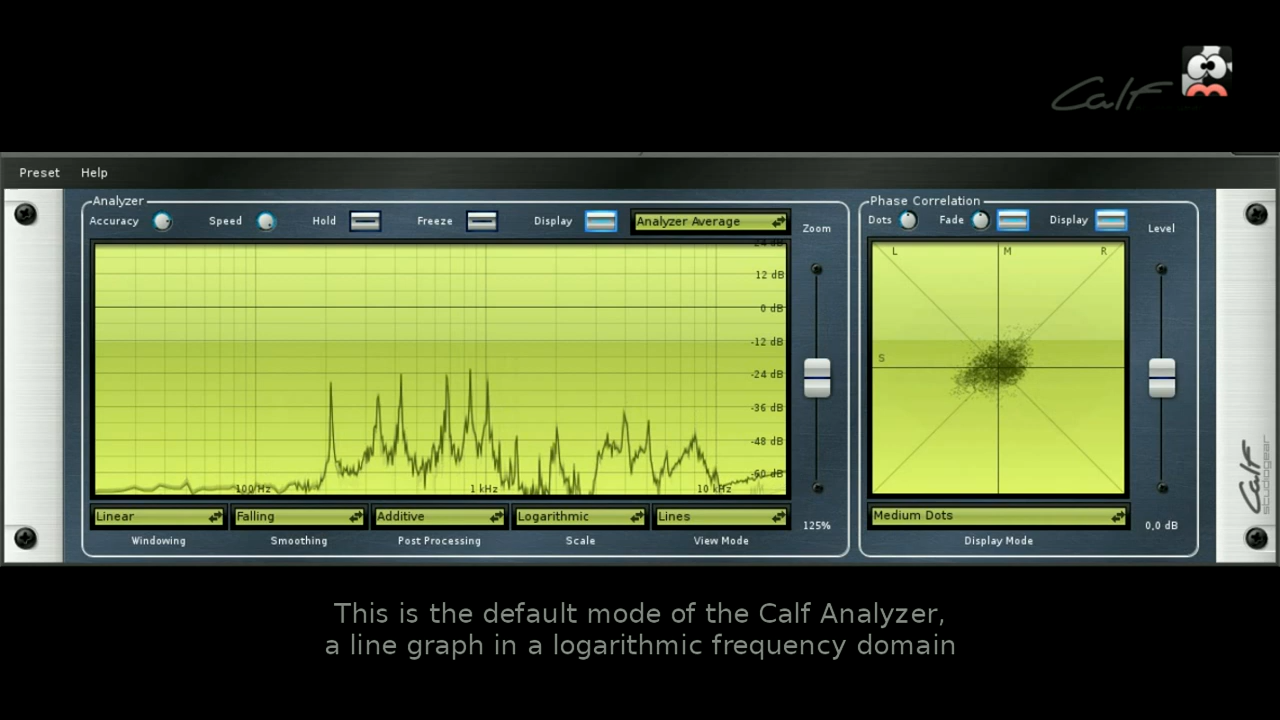 Calf
Preset Help
Analyzer
Accuracy Speed Hold Freeze Display Analyzer Average
Zoom
24 dB
12 dB
0 dB
-12 dB
-24 dB
-36 dB
-48 dB
-60 dB
100 Hz 1 kHz 10 kHz
Linear Falling Additive Logarithmic Lines
Windowing Smoothing Post Processing Scale View Mode
125%
Phase Correlation
Dots Fade Display
Level
L M R
S
Medium Dots
Display Mode
0,0 dB
Calf
studiogear
This is the default mode of the Calf Analyzer,
a line graph in a logarithmic frequency domain